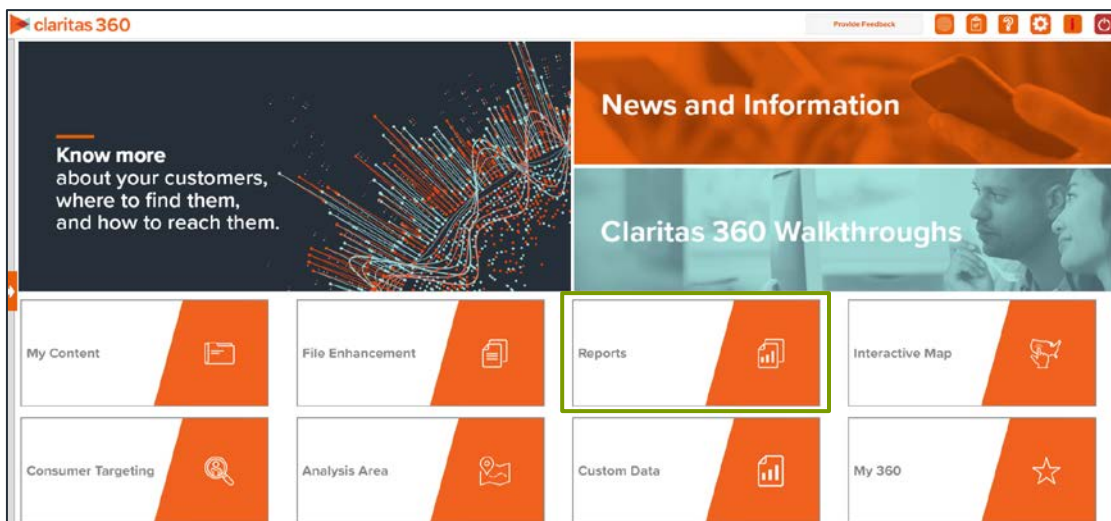 claritas 360
Provide Feedback
Know more
about your customers,
where to find them,
and how to reach them.
News and Information
Claritas 360 Walkthroughs
My Content
File Enhancement
Reports
Interactive Map
Consumer Targeting
Analysis Area
Custom Data
My 360